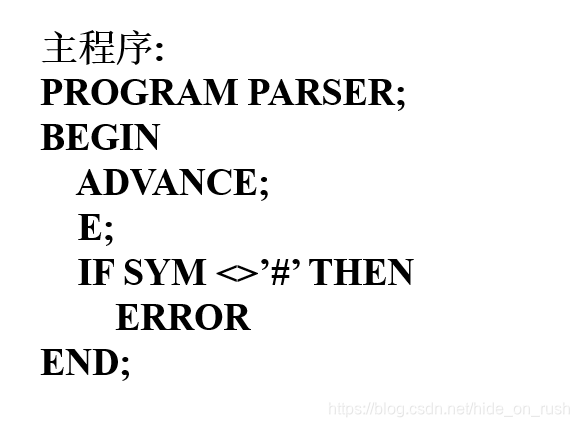 主程序:
PROGRAM PARSER;
BEGIN
ADVANCE;
E;
IF SYM <>’#’ THEN
ERROR
END;
https://blog.csdn.net/hide_on_rush